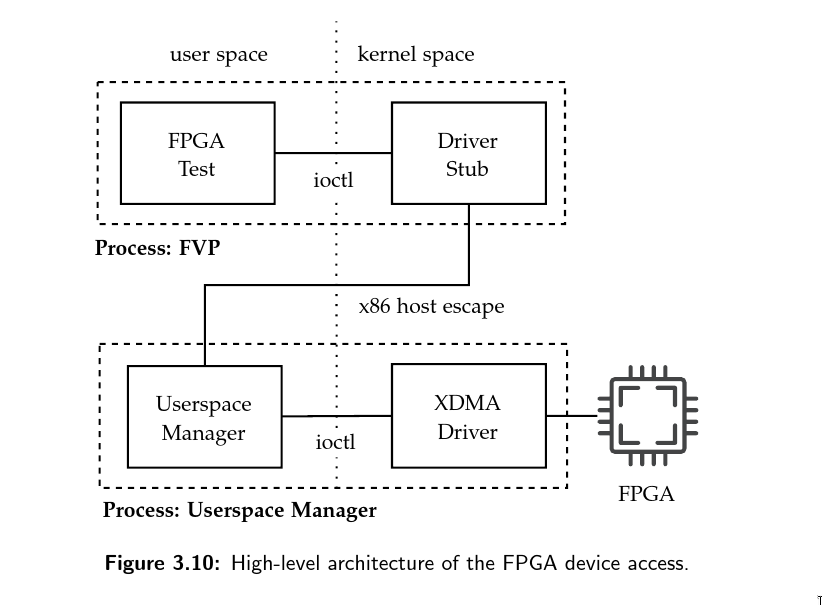 user space
kernel space
FPGA
Test
Driver
Stub
ioctl
Process: FVP
x86 host escape
Userspace
Manager
XDMA
Driver
ioctl
FPGA
Process: Userspace Manager
Figure 3.10: High-level architecture of the FPGA device access.